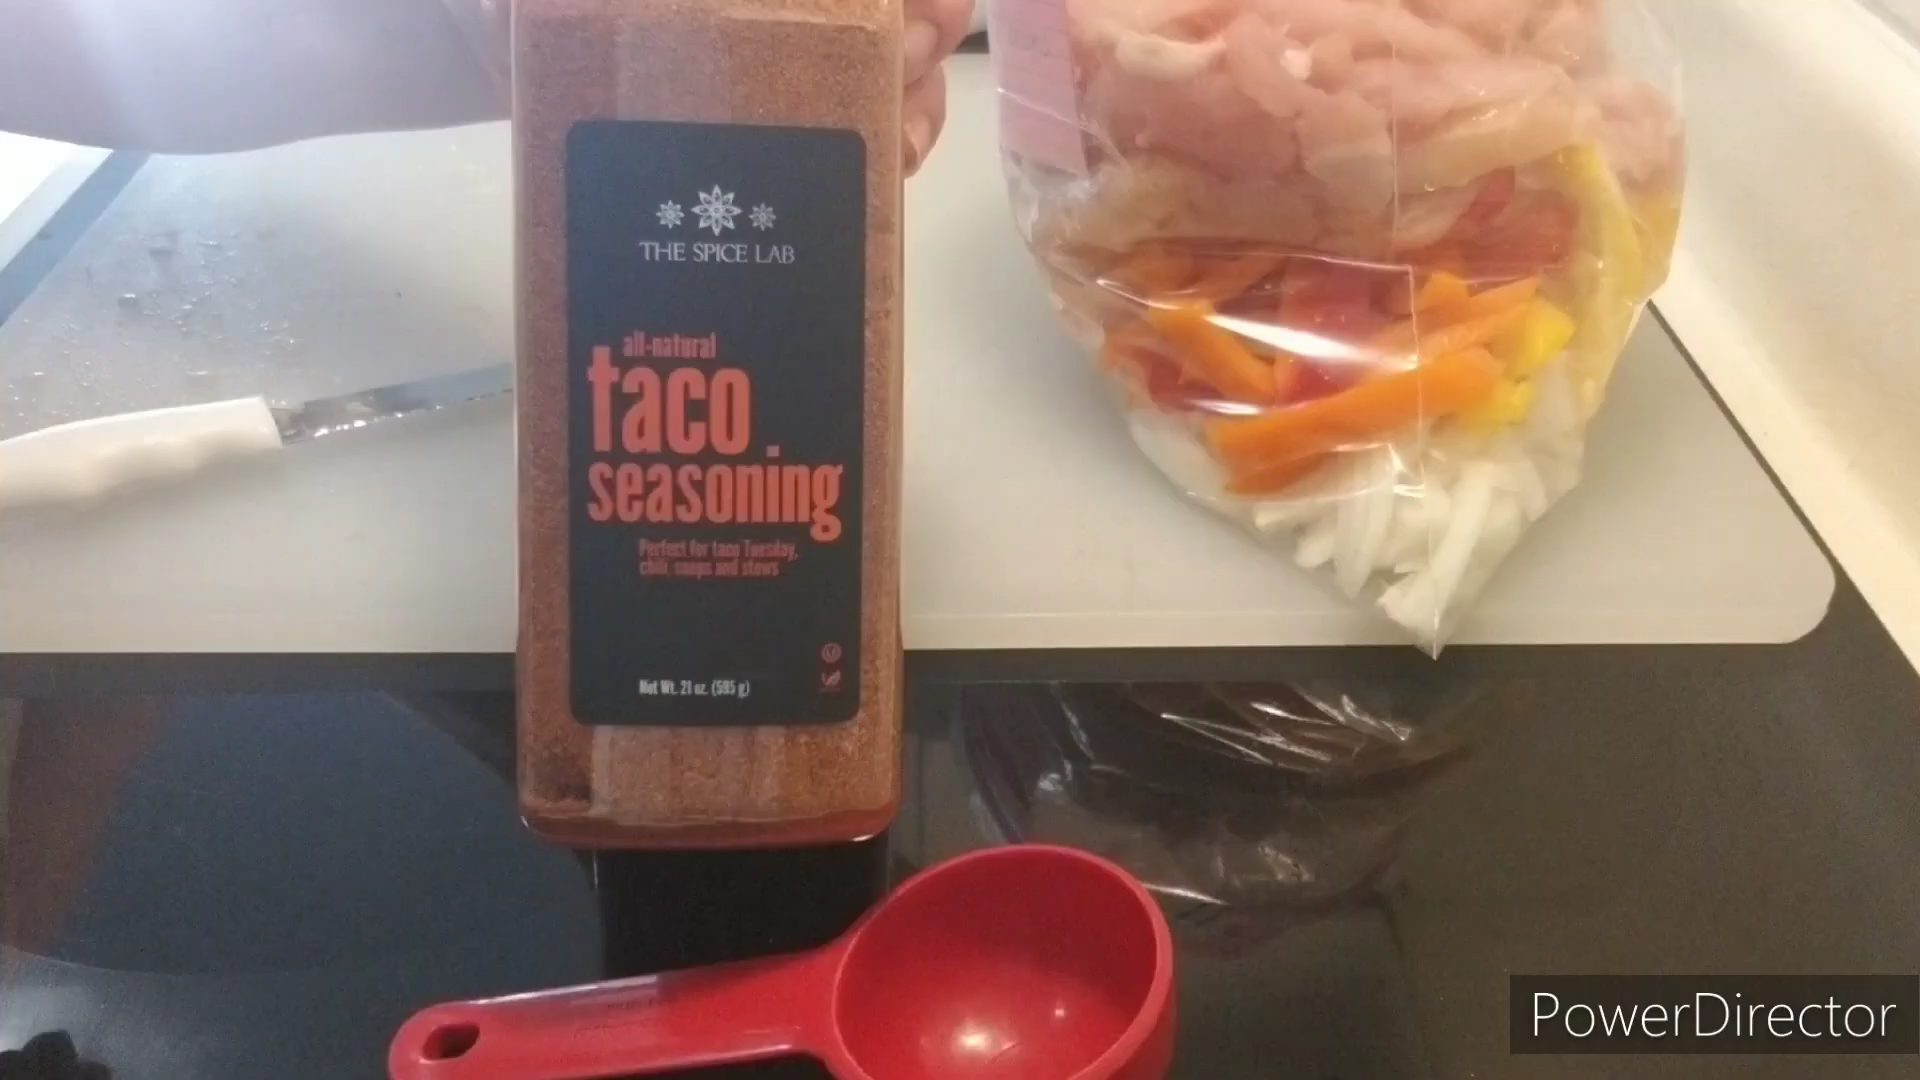 THE SPICE LAB
all-natural
taco
seasoning
Perfect for taco Tuesday,
chili, soups and stews
Net Wt. 21 oz. (595 g)
PowerDirector